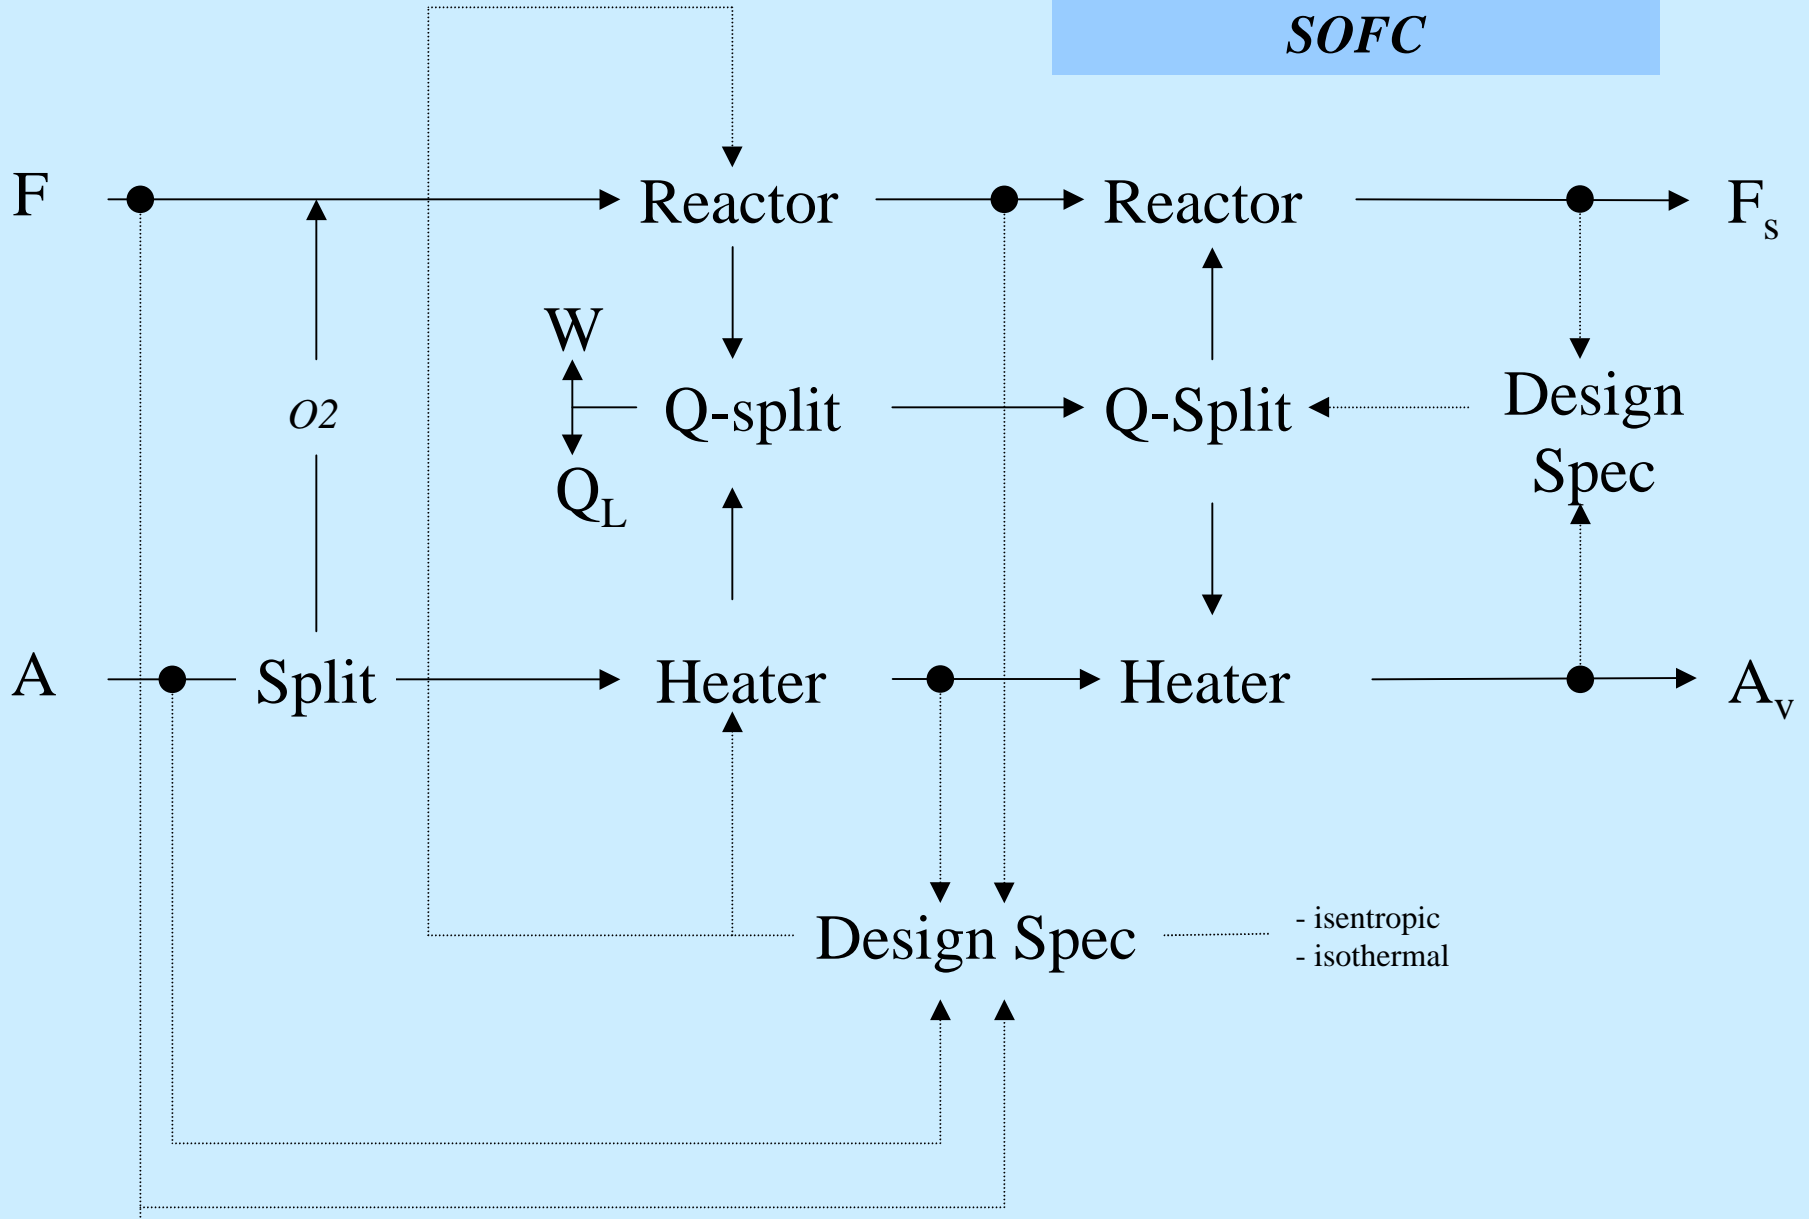 SOFC
F
Reactor
Reactor
Fs
W
O2
Q-split
Q-Split
Design
Spec
QL
A
Split
Heater
Heater
Av
Design Spec
- isentropic
- isothermal